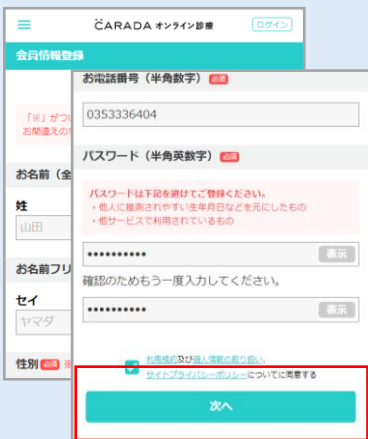 CARADA オンライン診療
ログイン
会員情報登録
「※」がつ
お間違えの
お名前（全
姓
山田
お名前フリ
セイ
ヤマダ
性別 必須 ※
お電話番号（半角数字） 必須
0353336404
パスワード（半角英数字） 必須
パスワードは下記を避けてご登録ください。
・他人に推測されやすい生年月日などを元にしたもの
・他サービスで利用されているもの
•••••••••• 表示
確認のためもう一度入力してください。
•••••••••• 表示
利用規約及び個人情報の取り扱い、
サイトプライバシーポリシーについてに同意する
次へ